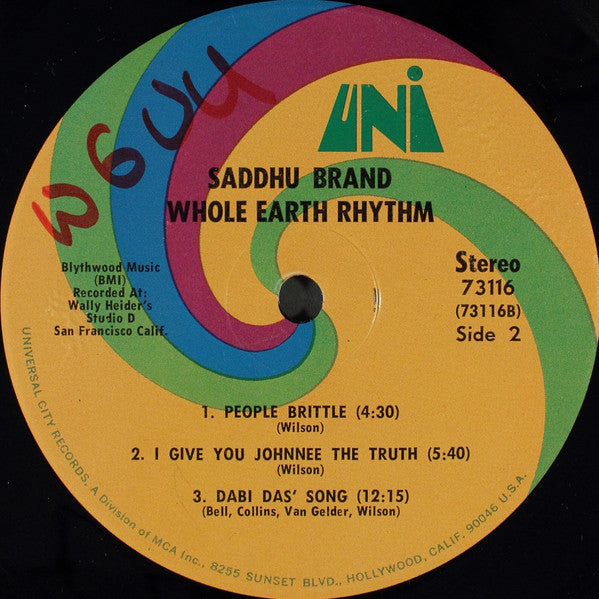 W6UU
UNI
SADDHU BRAND
WHOLE EARTH RHYTHM
Blythwood Music
(BMI)
Recorded At:
Wally Heider's
Studio D
San Francisco Calif.
Stereo
73116
(73116B)
Side 2
1. PEOPLE BRITTLE (4:30)
(Wilson)
2. I GIVE YOU JOHNNEE THE TRUTH (5:40)
(Wilson)
3. DABI DAS' SONG (12:15)
(Bell, Collins, Van Gelder, Wilson)
UNIVERSAL CITY RECORDS, A Division of MCA Inc., 8255 SUNSET BLVD., HOLLYWOOD, CALIF. 90046 U.S.A.